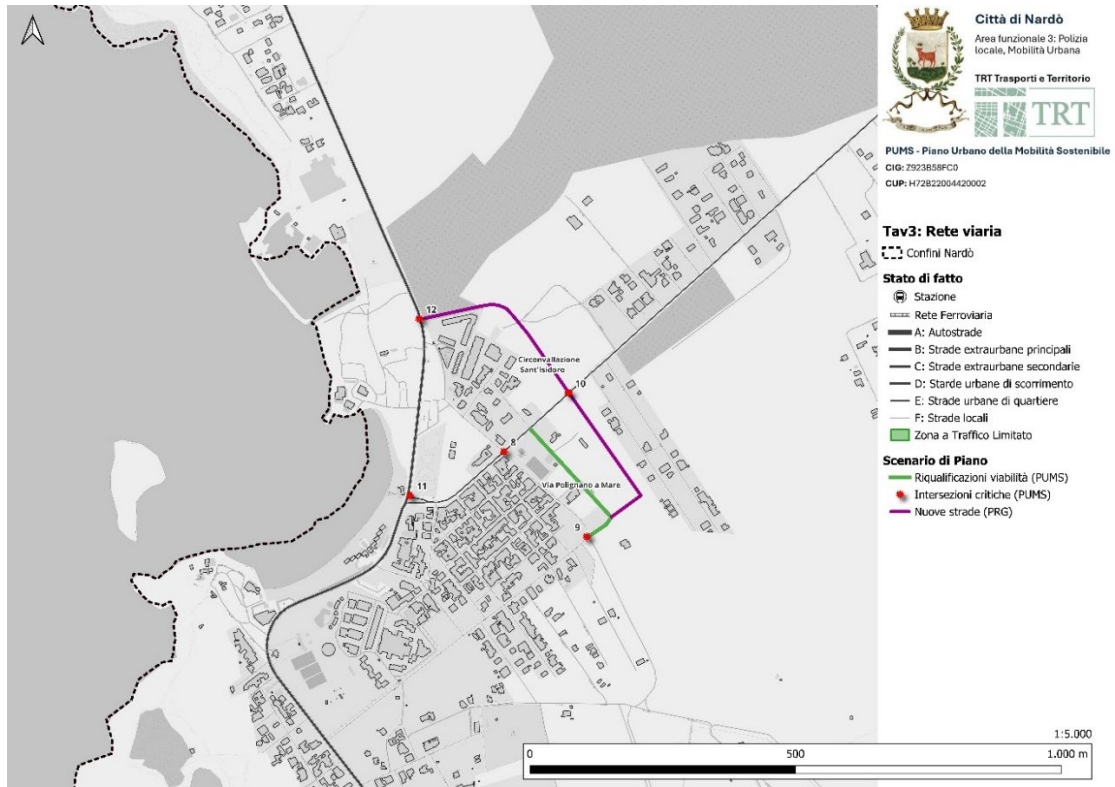 Città di Nardò
Area funzionale 3: Polizia
locale, Mobilità Urbana
TRT Trasporti e Territorio
TRT
PUMS - Piano Urbano della Mobilità Sostenibile
CIG: Z923B58FC0
CUP: H72B22004420002
Tav3: Rete viaria
Confini Nardò
Stato di fatto
Stazione
Rete Ferroviaria
A: Autostrade
B: Strade extraurbane principali
C: Strade extraurbane secondarie
D: Starde urbane di scorrimento
E: Strade urbane di quartiere
F: Strade locali
Zona a Traffico Limitato
Scenario di Piano
Riqualificazioni viabilità (PUMS)
Intersezioni critiche (PUMS)
Nuove strade (PRG)
12
Circonvallazione
Sant'Isidoro
10
8
11
Via Polignano a Mare
9
1:5.000
0
500
1.000 m